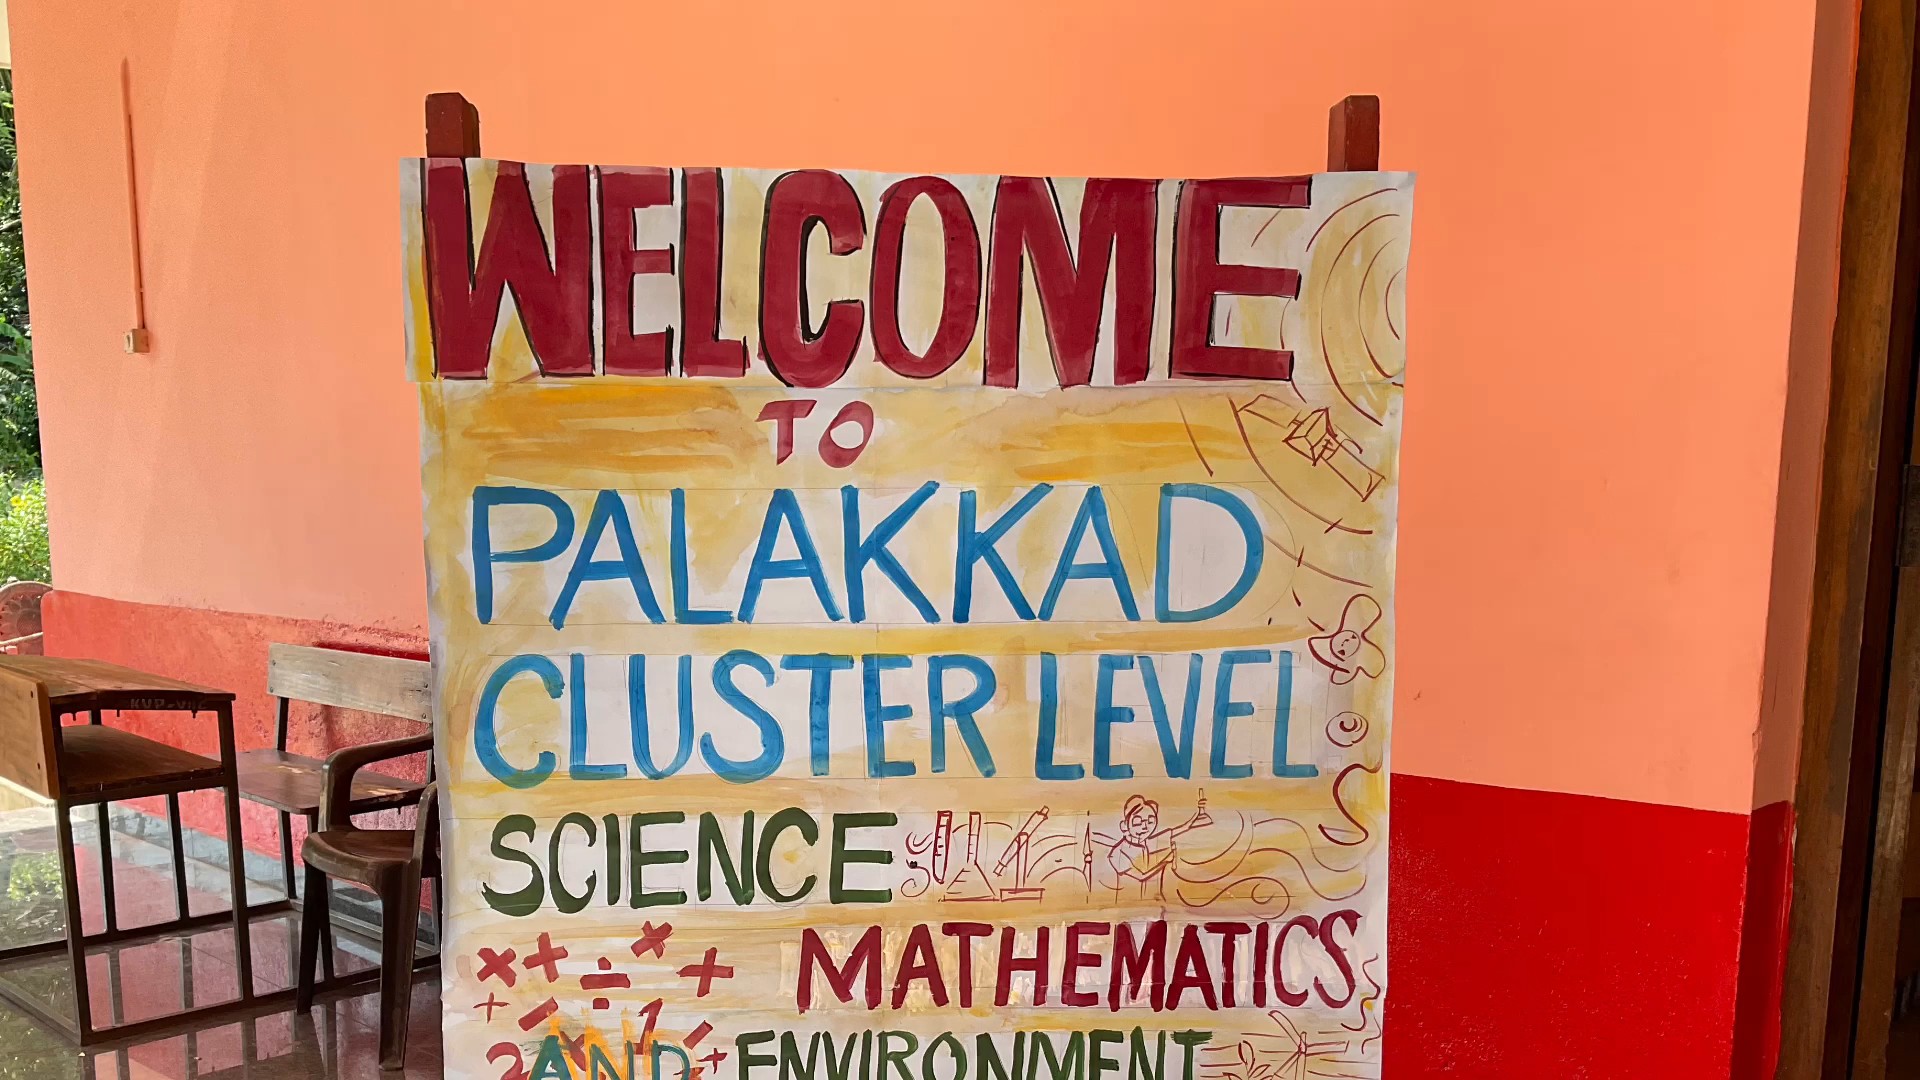 WELCOME
TO
PALAKKAD
CLUSTER LEVEL
SCIENCE
MATHEMATICS
AND ENVIRONMENT